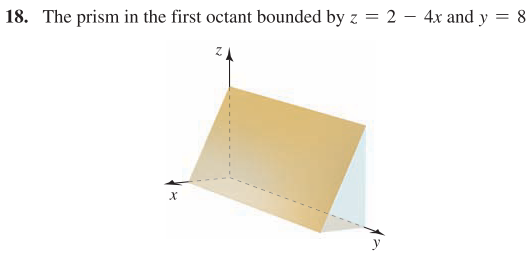 18. The prism in the first octant bounded by z = 2 − 4x and y = 8
z
x
y